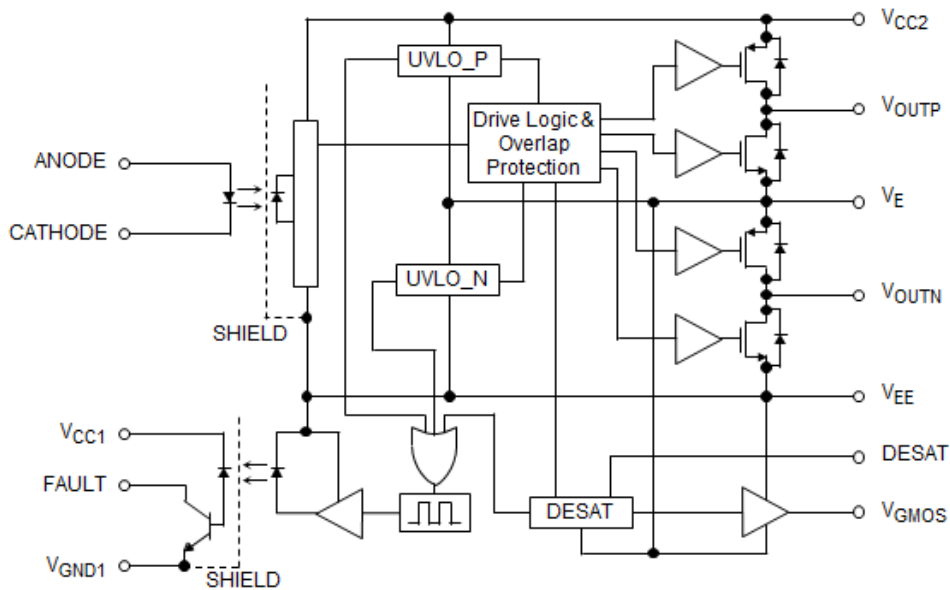 VCC2
UVLO_P
VOUTP
Drive Logic &
Overlap
Protection
ANODE
CATHODE
VE
UVLO_N
VOUTN
SHIELD
VEE
VCC1
DESAT
FAULT
DESAT
VGMOS
VGND1
SHIELD